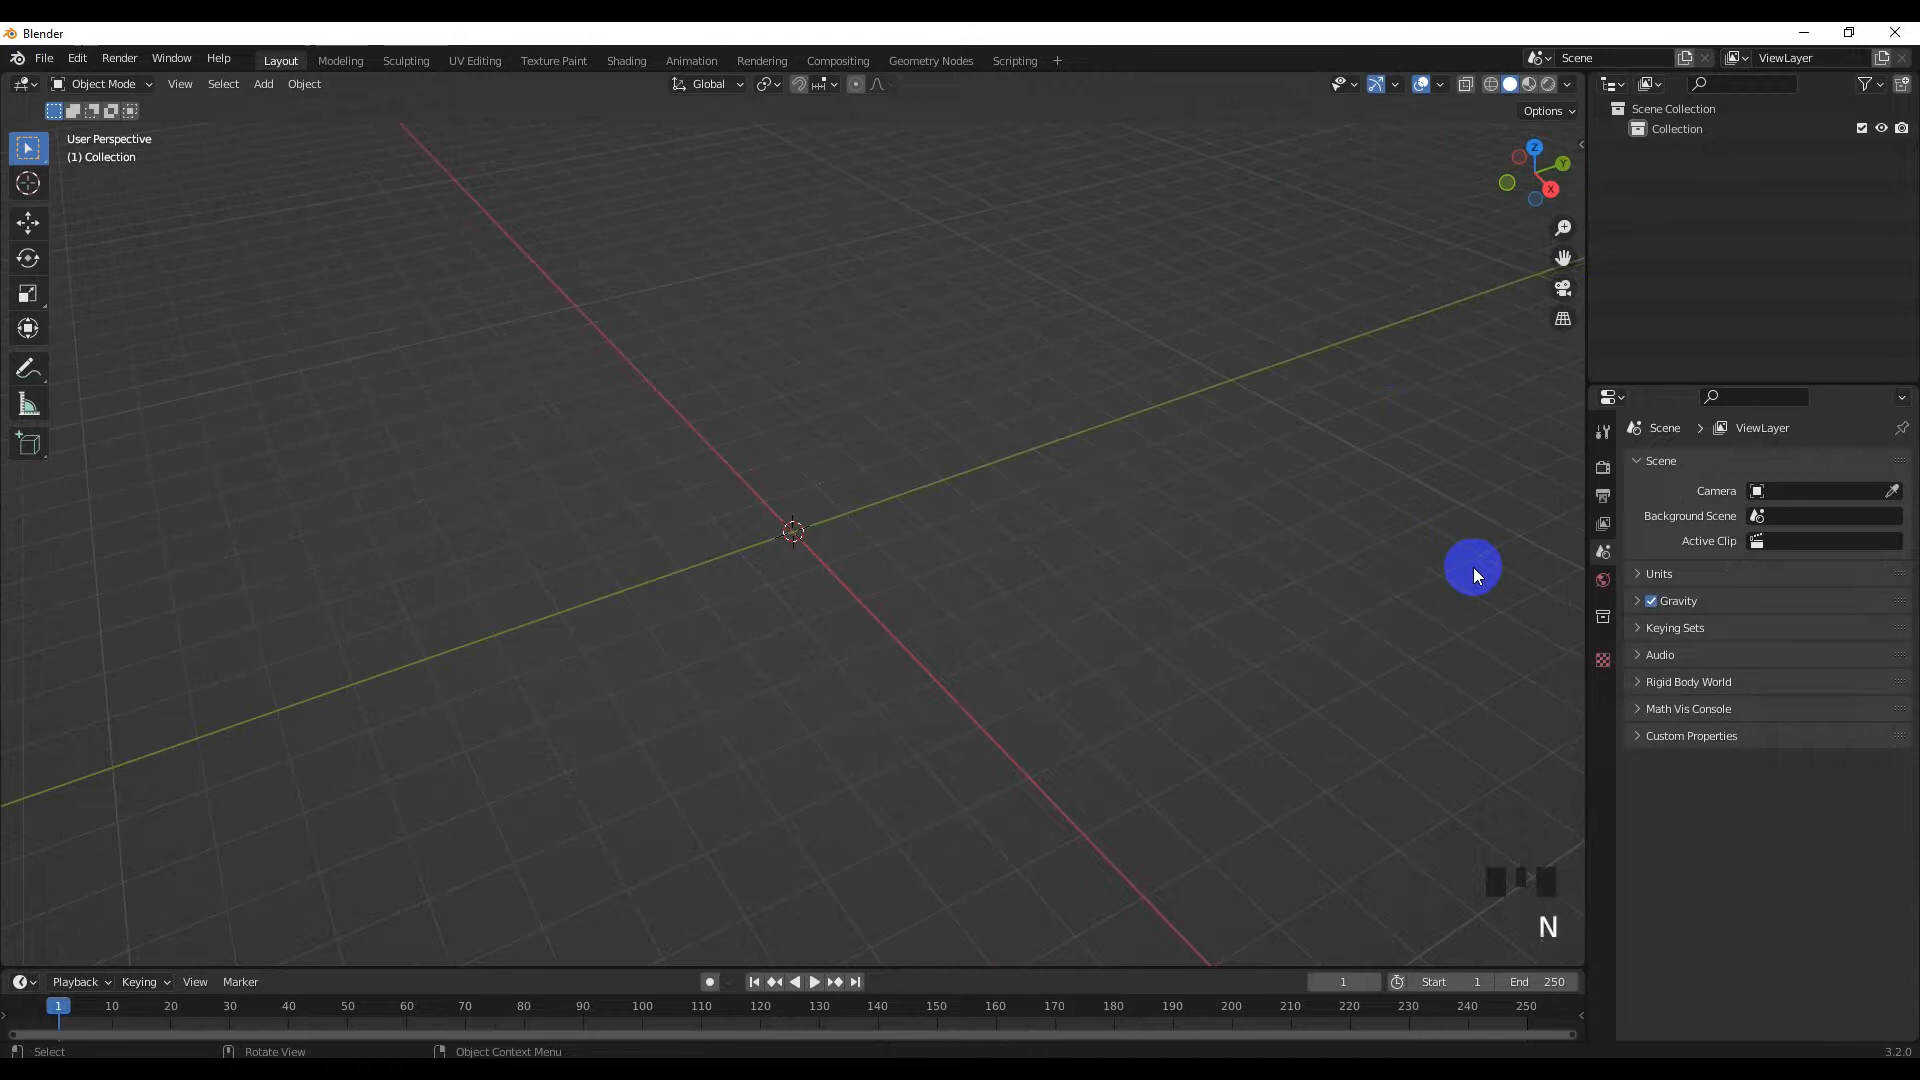 Blender
File Edit Render Window Help Layout Modeling Sculpting UV Editing Texture Paint Shading Animation Rendering Compositing Geometry Nodes Scripting + Scene ViewLayer
Object Mode View Select Add Object Global
Options
User Perspective
(1) Collection
Z
Y
X
Scene Collection
Collection
Scene > ViewLayer
Scene
Camera
Background Scene
Active Clip
Units
Gravity
Keying Sets
Audio
Rigid Body World
Math Vis Console
Custom Properties
N
Playback Keying View Marker 1 Start 1 End 250
1 10 20 30 40 50 60 70 80 90 100 110 120 130 140 150 160 170 180 190 200 210 220 230 240 250
Select Rotate View Object Context Menu 3.2.0